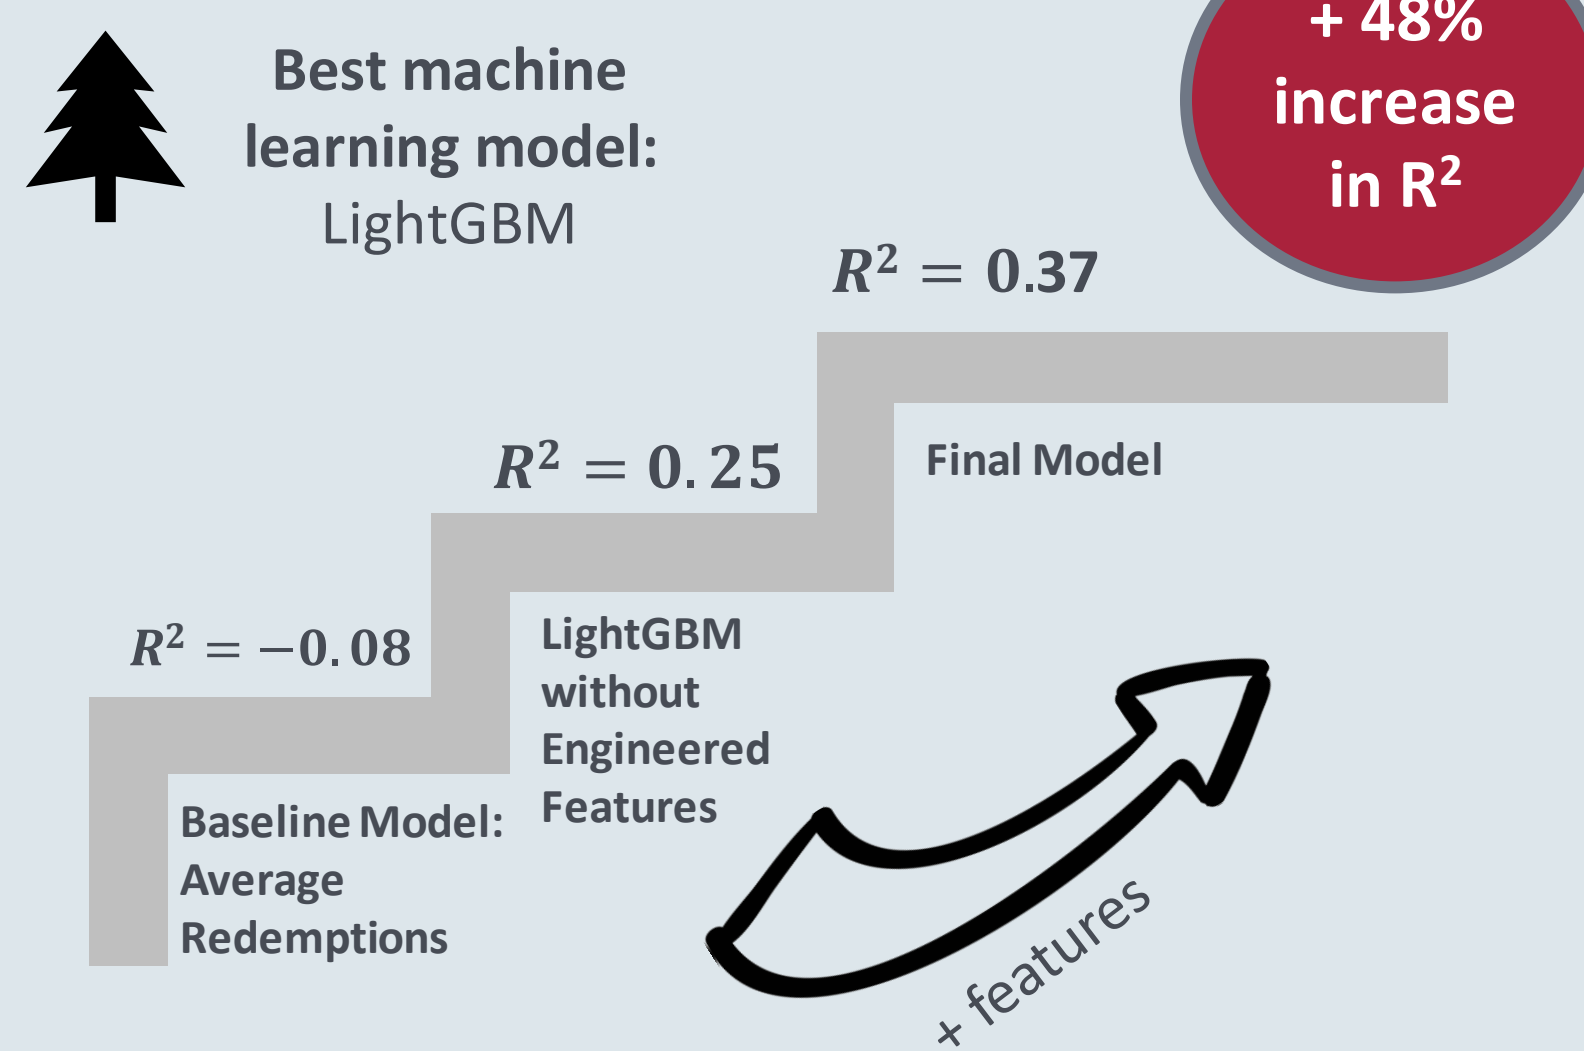 Best machine
learning model:
LightGBM
+ 48%
increase
in R²
R² = 0.37
Final Model
R² = 0.25
LightGBM
without
Engineered
Features
R² = −0.08
Baseline Model:
Average
Redemptions
+ features